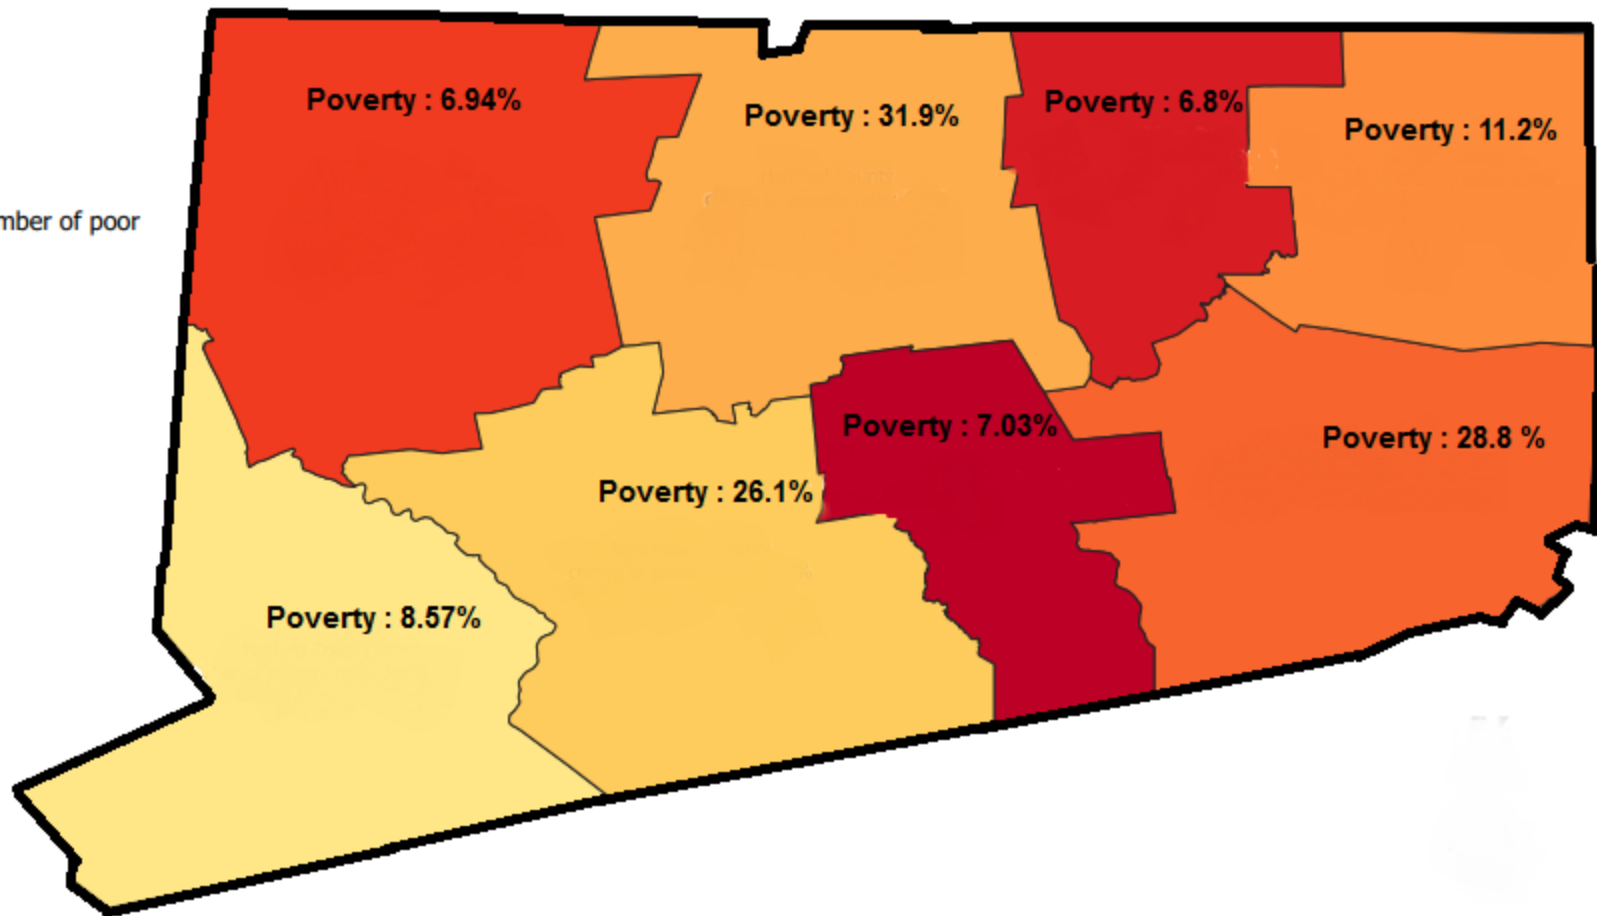 Poverty : 6.94%
Poverty : 31.9%
Poverty : 6.8%
Poverty : 11.2%
mber of poor
Poverty : 7.03%
Poverty : 28.8 %
Poverty : 26.1%
Poverty : 8.57%